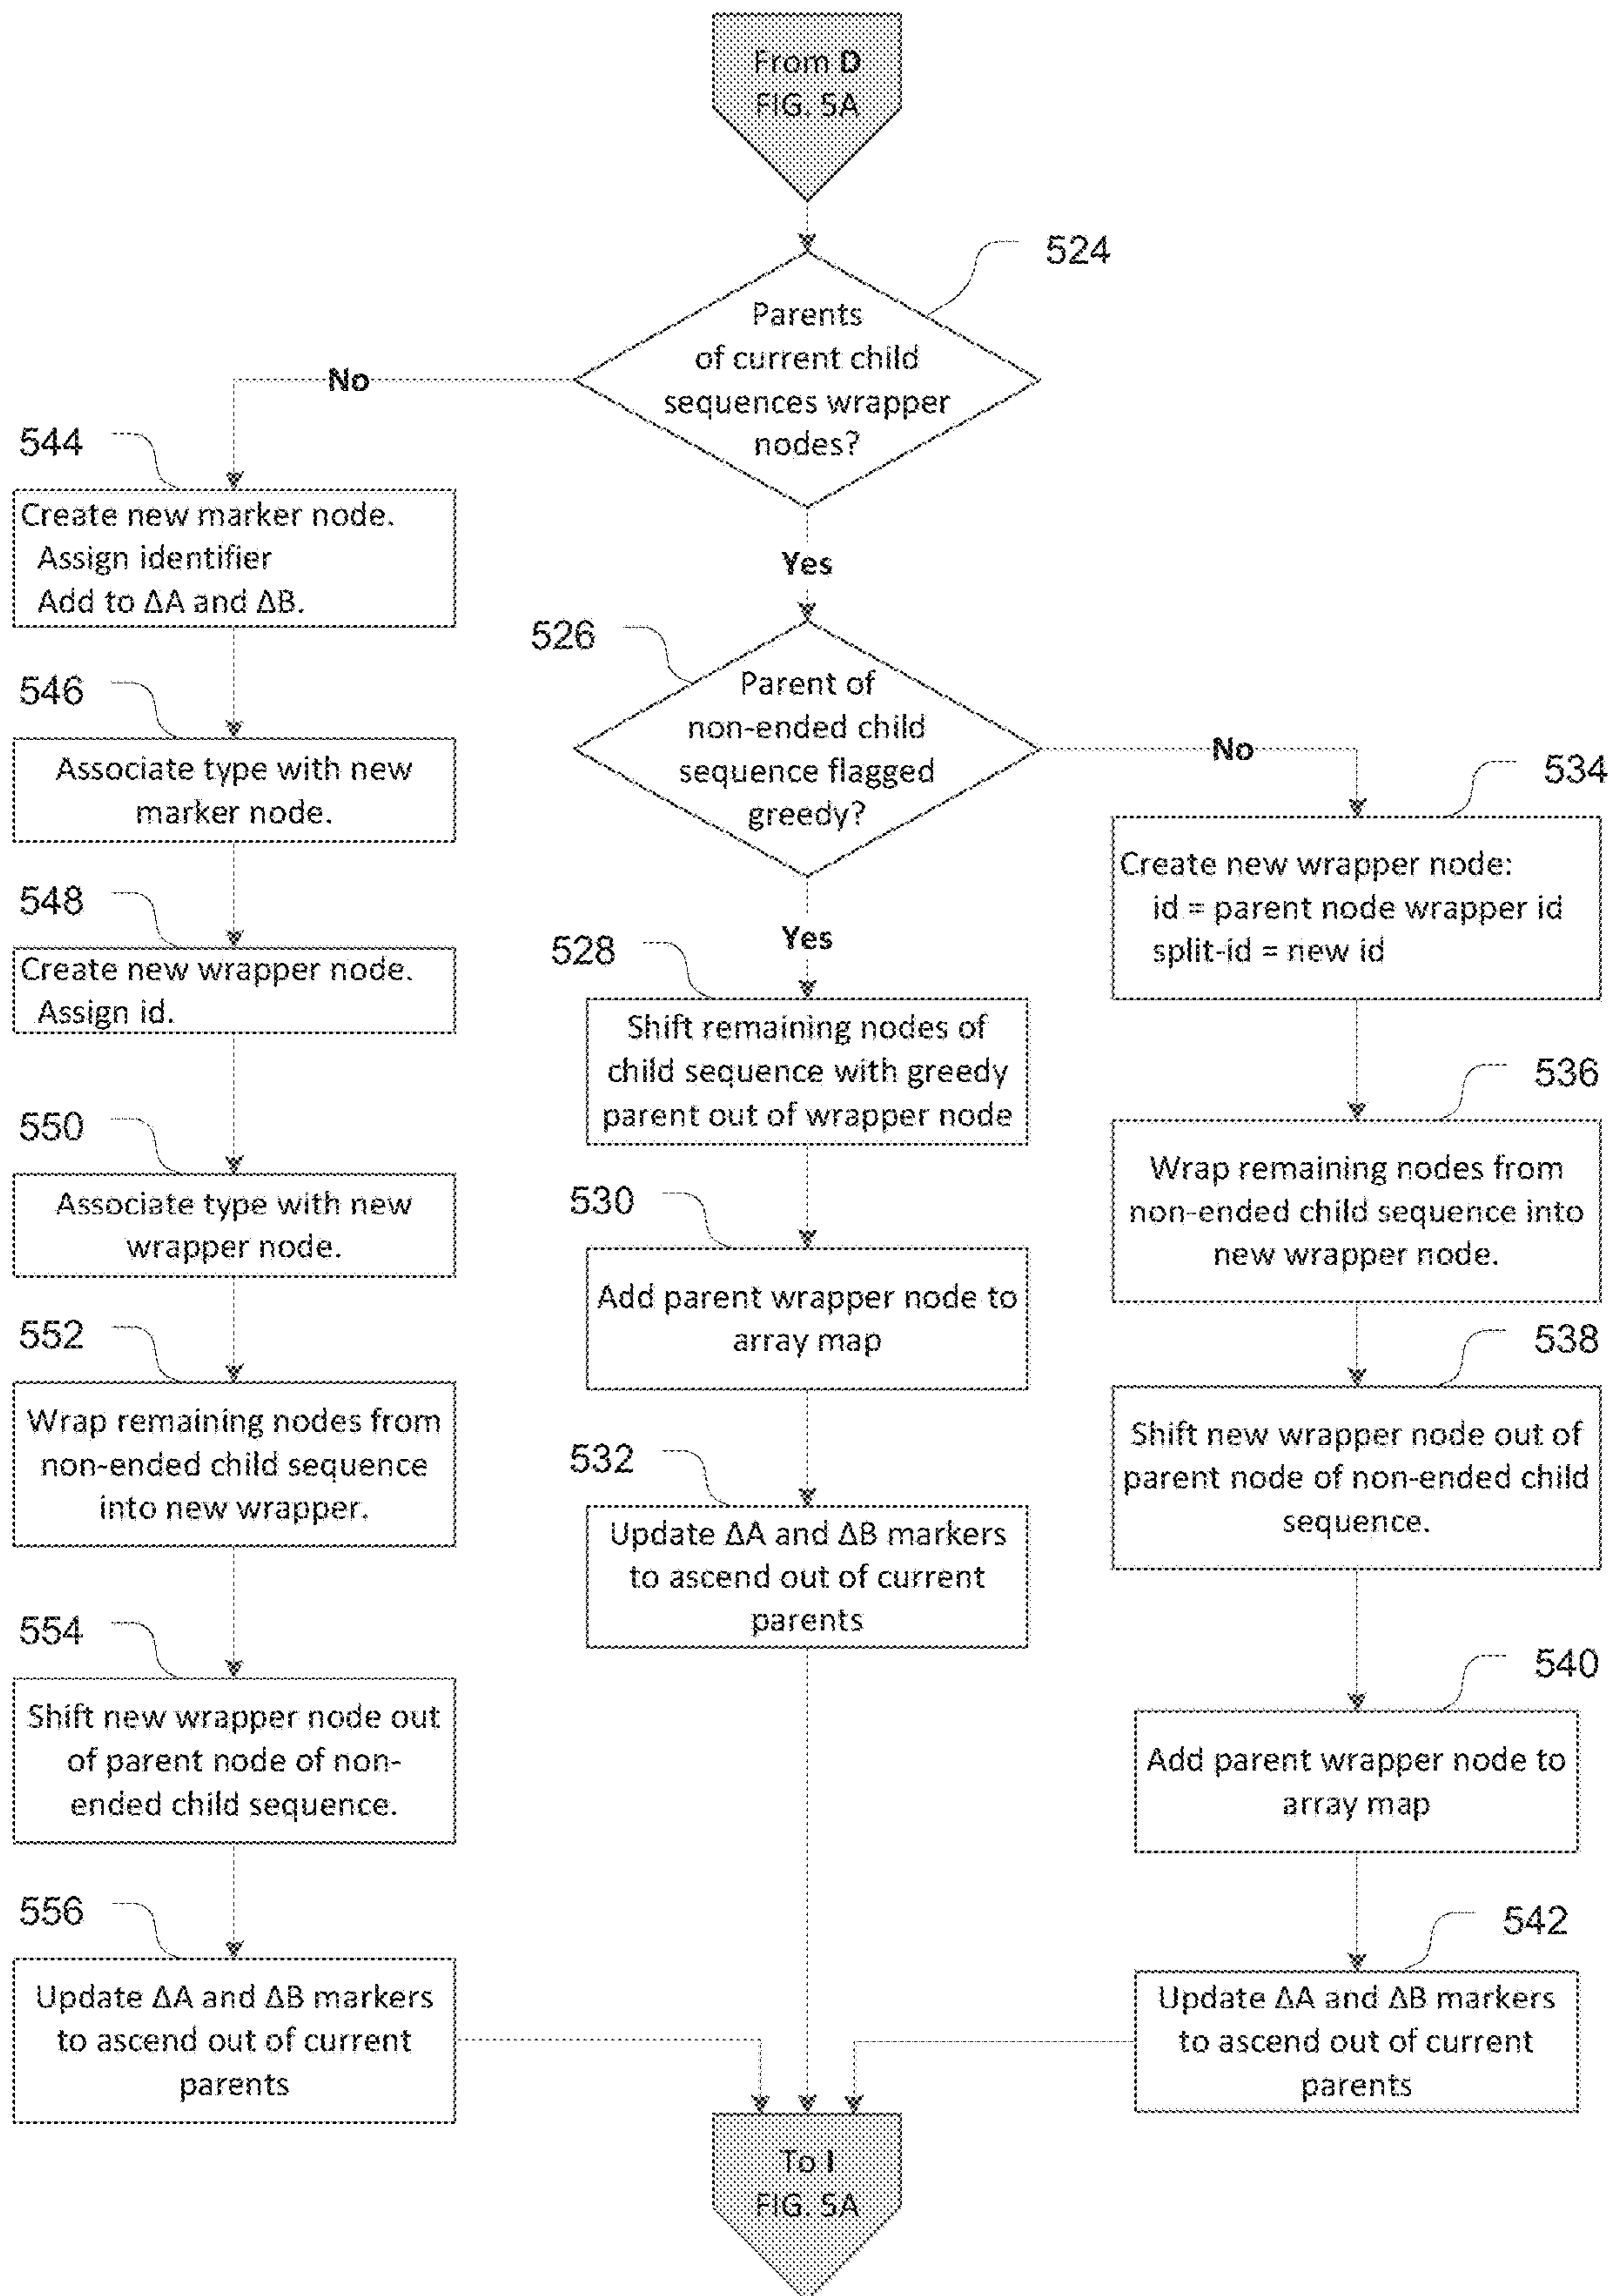 From D
FIG. 5A
524
Parents
of current child
sequences wrapper
nodes?
No
Yes
544
Create new marker node.
Assign identifier
Add to ΔA and ΔB.
546
Associate type with new
marker node.
548
Create new wrapper node.
Assign id.
550
Associate type with new
wrapper node.
552
Wrap remaining nodes from
non-ended child sequence
into new wrapper.
554
Shift new wrapper node out
of parent node of non-
ended child sequence.
556
Update ΔA and ΔB markers
to ascend out of current
parents
526
Parent of
non-ended child
sequence flagged
greedy?
No
Yes
528
Shift remaining nodes of
child sequence with greedy
parent out of wrapper node
530
Add parent wrapper node to
array map
532
Update ΔA and ΔB markers
to ascend out of current
parents
534
Create new wrapper node:
id = parent node wrapper id
split-id = new id
536
Wrap remaining nodes from
non-ended child sequence into
new wrapper node.
538
Shift new wrapper node out of
parent node of non-ended child
sequence.
540
Add parent wrapper node to
array map
542
Update ΔA and ΔB markers
to ascend out of current
parents
To I
FIG. 5A